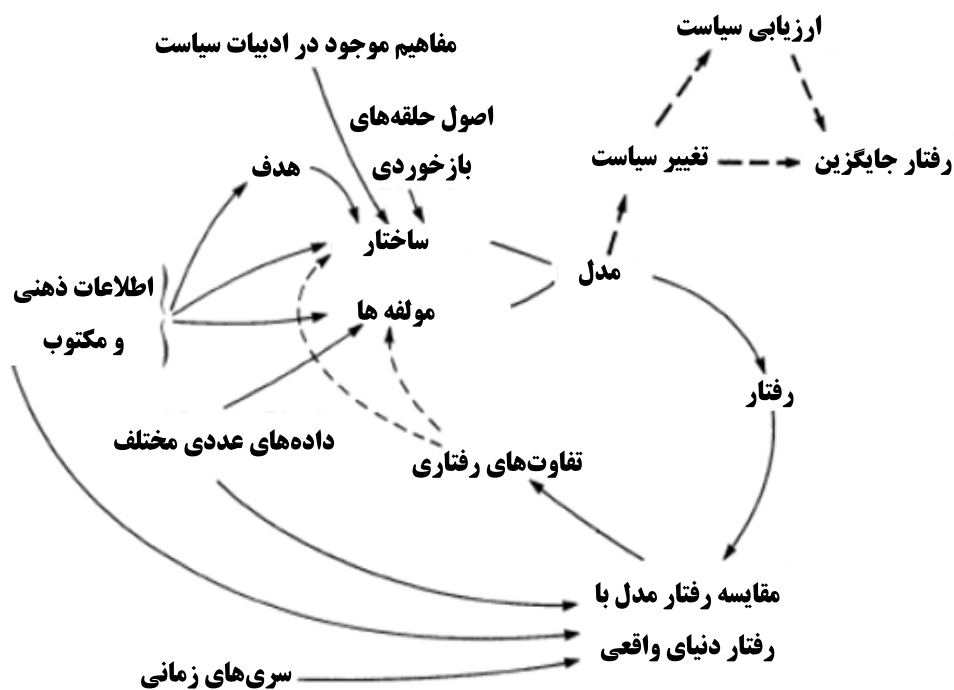 ارزیابی سیاست
مفاهیم موجود در ادبیات سیاست
اصول حلقه‌های
بازخوردی
هدف
تغییر سیاست
رفتار جایگزین
ساختار
مدل
اطلاعات ذهنی
و مکتوب
مولفه ها
رفتار
داده‌های عددی مختلف
تفاوت‌های رفتاری
مقایسه رفتار مدل با
رفتار دنیای واقعی
سری‌های زمانی